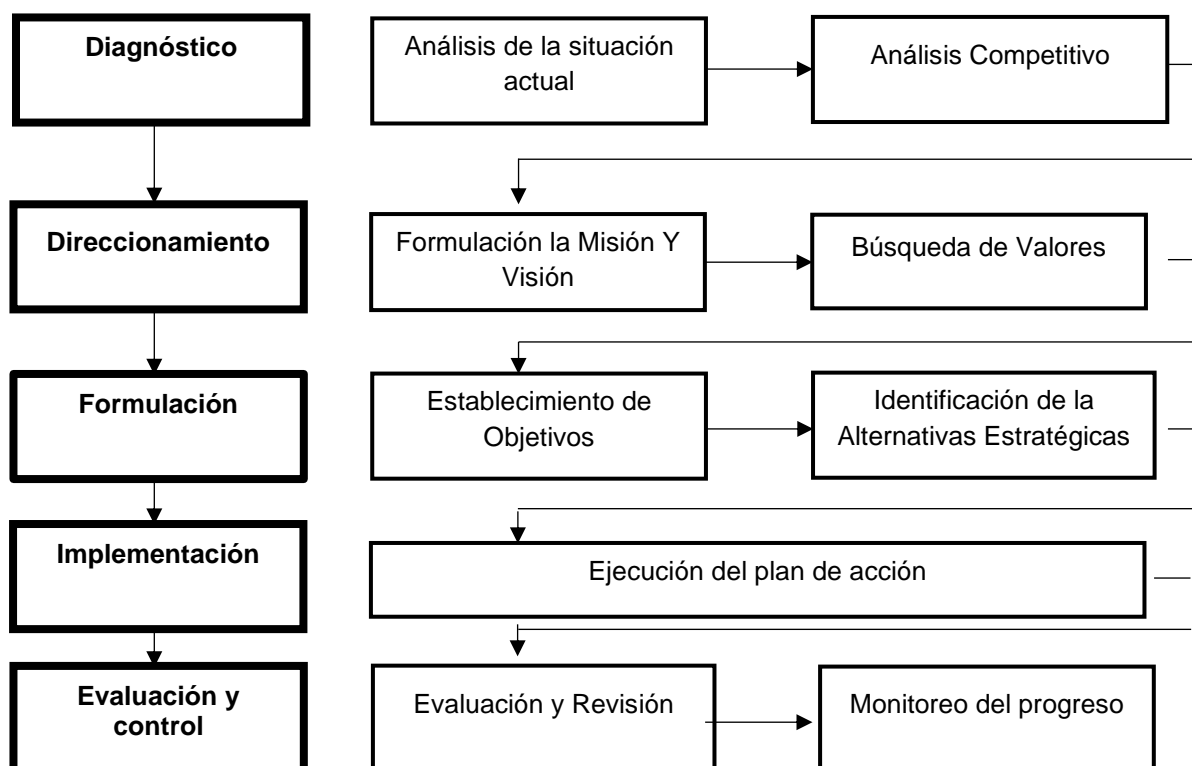 Diagnóstico
Análisis de la situación
actual
Análisis Competitivo
Direccionamiento
Formulación la Misión Y
Visión
Búsqueda de Valores
Formulación
Establecimiento de
Objetivos
Identificación de la
Alternativas Estratégicas
Implementación
Ejecución del plan de acción
Evaluación y
control
Evaluación y Revisión
Monitoreo del progreso